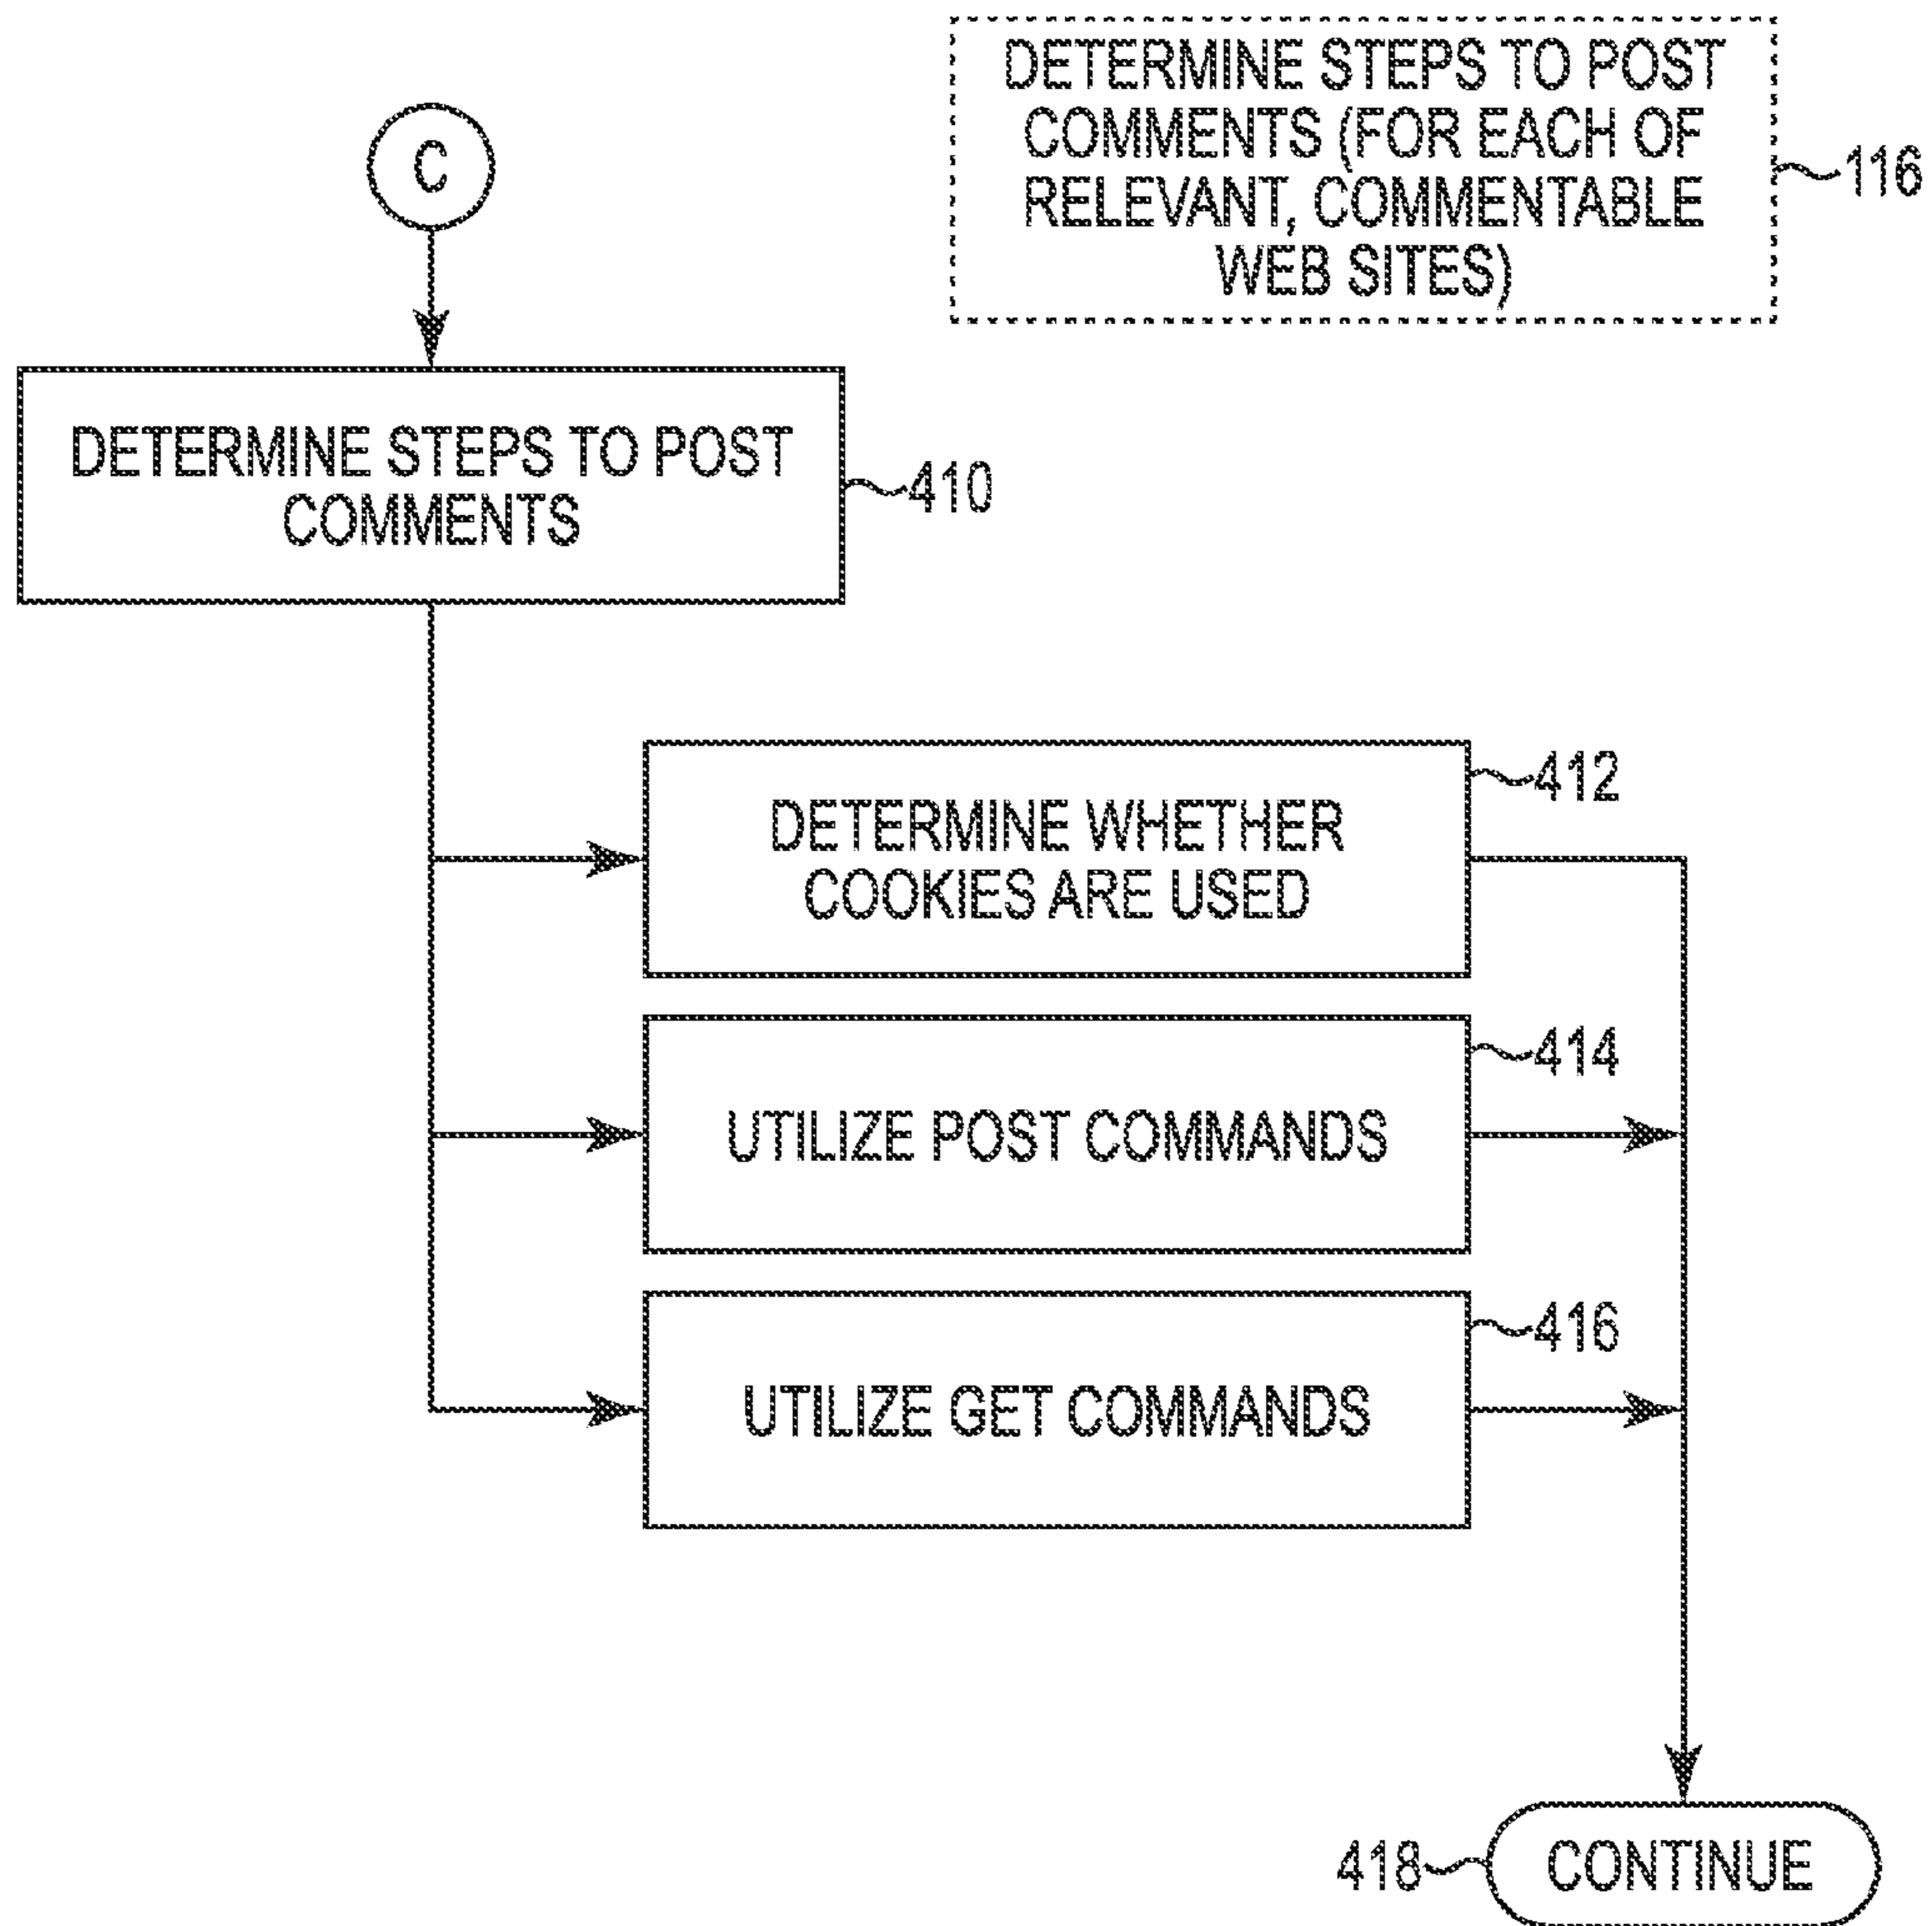 DETERMINE STEPS TO POST
COMMENTS (FOR EACH OF
RELEVANT, COMMENTABLE
WEB SITES)
116
C
DETERMINE STEPS TO POST
COMMENTS
410
412
DETERMINE WHETHER
COOKIES ARE USED
414
UTILIZE POST COMMANDS
416
UTILIZE GET COMMANDS
418
CONTINUE